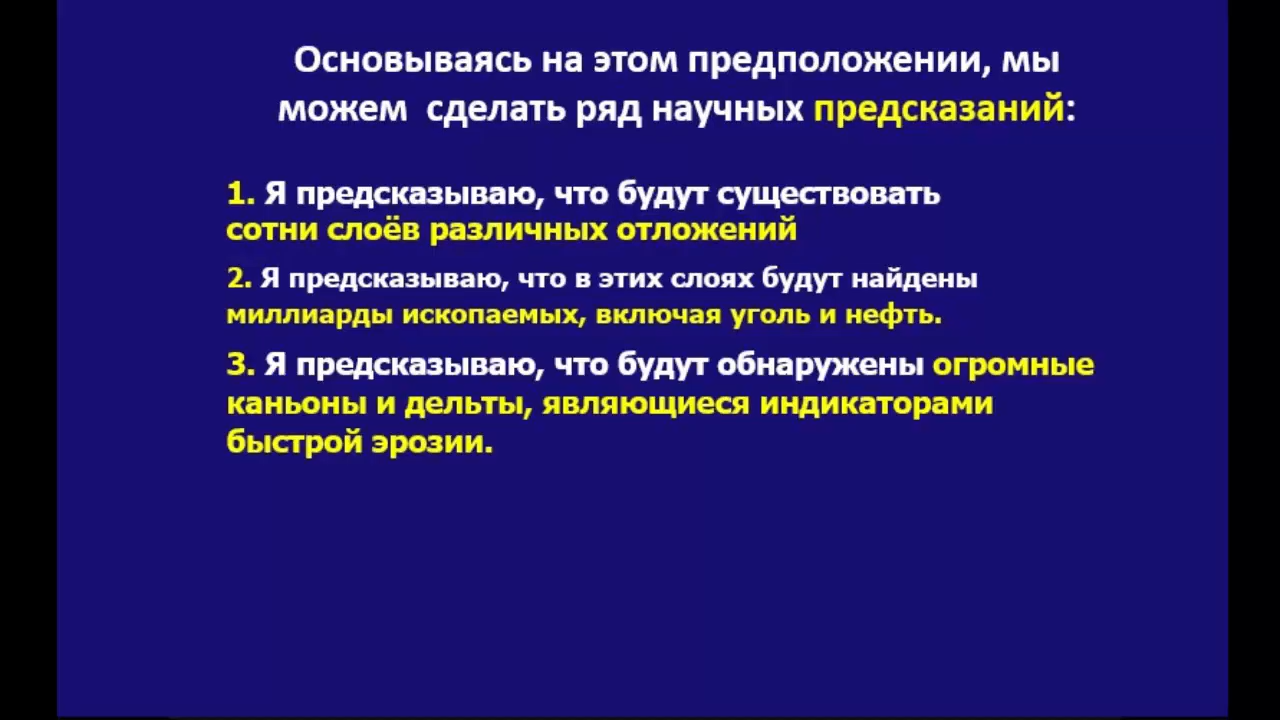 Основываясь на этом предположении, мы
можем сделать ряд научных предсказаний:
1. Я предсказываю, что будут существовать
сотни слоёв различных отложений
2. Я предсказываю, что в этих слоях будут найдены
миллиарды ископаемых, включая уголь и нефть.
3. Я предсказываю, что будут обнаружены огромные
каньоны и дельты, являющиеся индикаторами
быстрой эрозии.